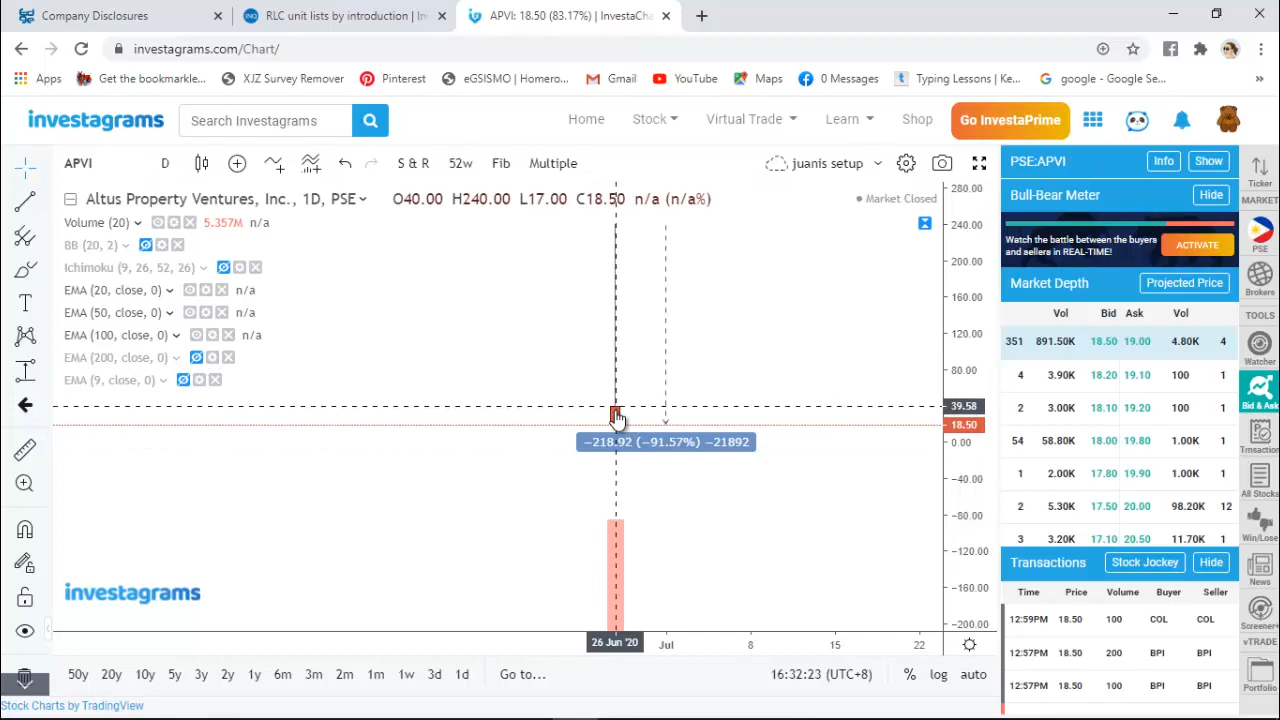 Company Disclosures
RLC unit lists by introduction | In
APVI: 18.50 (83.17%) | InvestaCha
investagrams.com/Chart/
Apps
Get the bookmarkle...
XJZ Survey Remover
Pinterest
eGSISMO | Homero...
Gmail
YouTube
Maps
0 Messages
Typing Lessons | Ke...
google - Google Se...
investagrams
Search Investagrams
Home
Stock
Virtual Trade
Learn
Shop
Go InvestaPrime
APVI
D
S & R
52w
Fib
Multiple
juanis setup
Altus Property Ventures, Inc., 1D, PSE
O40.00 H240.00 L17.00 C18.50 n/a (n/a%)
Market Closed
Volume (20) 5.357M n/a
BB (20, 2)
Ichimoku (9, 26, 52, 26)
EMA (20, close, 0) n/a
EMA (50, close, 0) n/a
EMA (100, close, 0) n/a
EMA (200, close, 0)
EMA (9, close, 0)
280.00
240.00
200.00
160.00
120.00
80.00
39.58
18.50
0.00
-40.00
-80.00
-120.00
-160.00
-200.00
−218.92 (−91.57%) −21892
investagrams
26 Jun '20
Jul
8
15
22
50y 20y 10y 5y 3y 2y 1y 6m 3m 2m 1m 1w 3d 1d Go to...
16:32:23 (UTC+8)
% log auto
Stock Charts by TradingView
PSE:APVI Info Show
Bull-Bear Meter Hide
Watch the battle between the buyers
and sellers in REAL-TIME!
ACTIVATE
Market Depth Projected Price
Vol Bid Ask Vol
351 891.50K 18.50 19.00 4.80K 4
4 3.90K 18.20 19.10 100 1
2 3.00K 18.10 19.20 100 1
54 58.80K 18.00 19.80 1.00K 1
1 2.00K 17.80 19.90 1.00K 1
2 5.30K 17.50 20.00 98.20K 12
3 3.20K 17.10 20.50 11.70K 1
Transactions Stock Jockey Hide
Time Price Volume Buyer Seller
12:59PM 18.50 100 COL COL
12:57PM 18.50 200 BPI BPI
12:57PM 18.50 100 BPI BPI
Ticker
MARKET
PSE
Brokers
TOOLS
Watcher
Bid & Ask
Trnsaction
All Stocks
Win/Lose
News
Screener
vTRADE
Portfolio